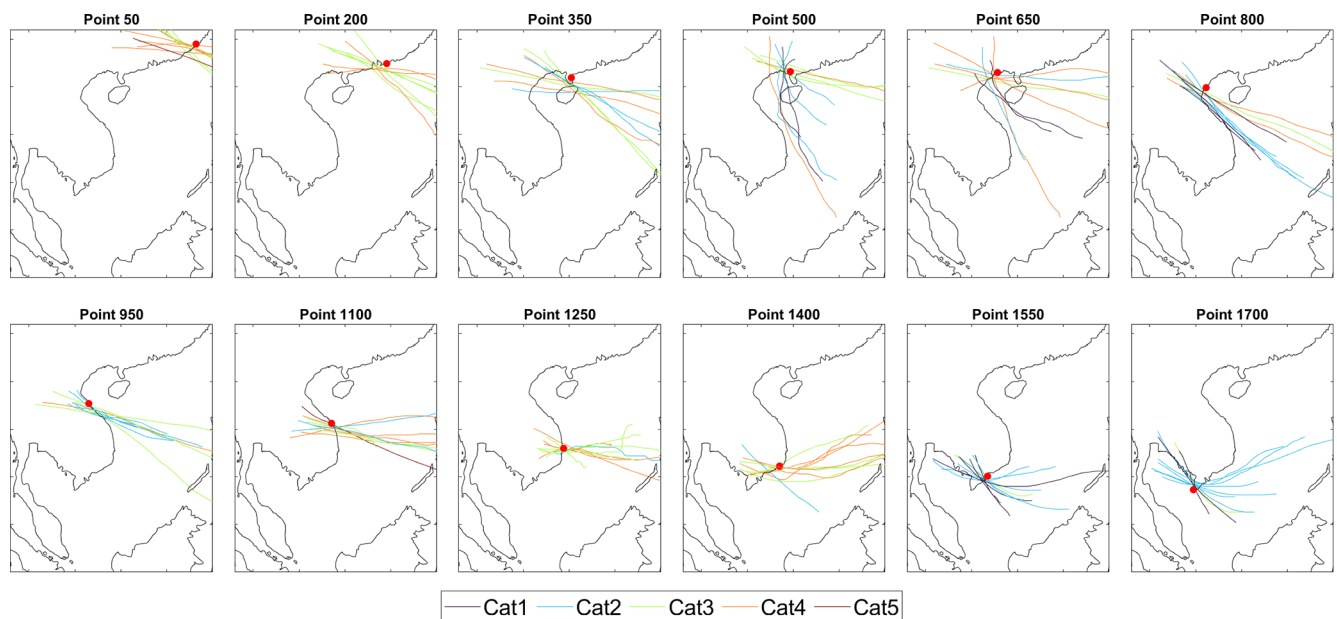 Point 50
Point 200
Point 350
Point 500
Point 650
Point 800
Point 950
Point 1100
Point 1250
Point 1400
Point 1550
Point 1700
Cat1 Cat2 Cat3 Cat4 Cat5